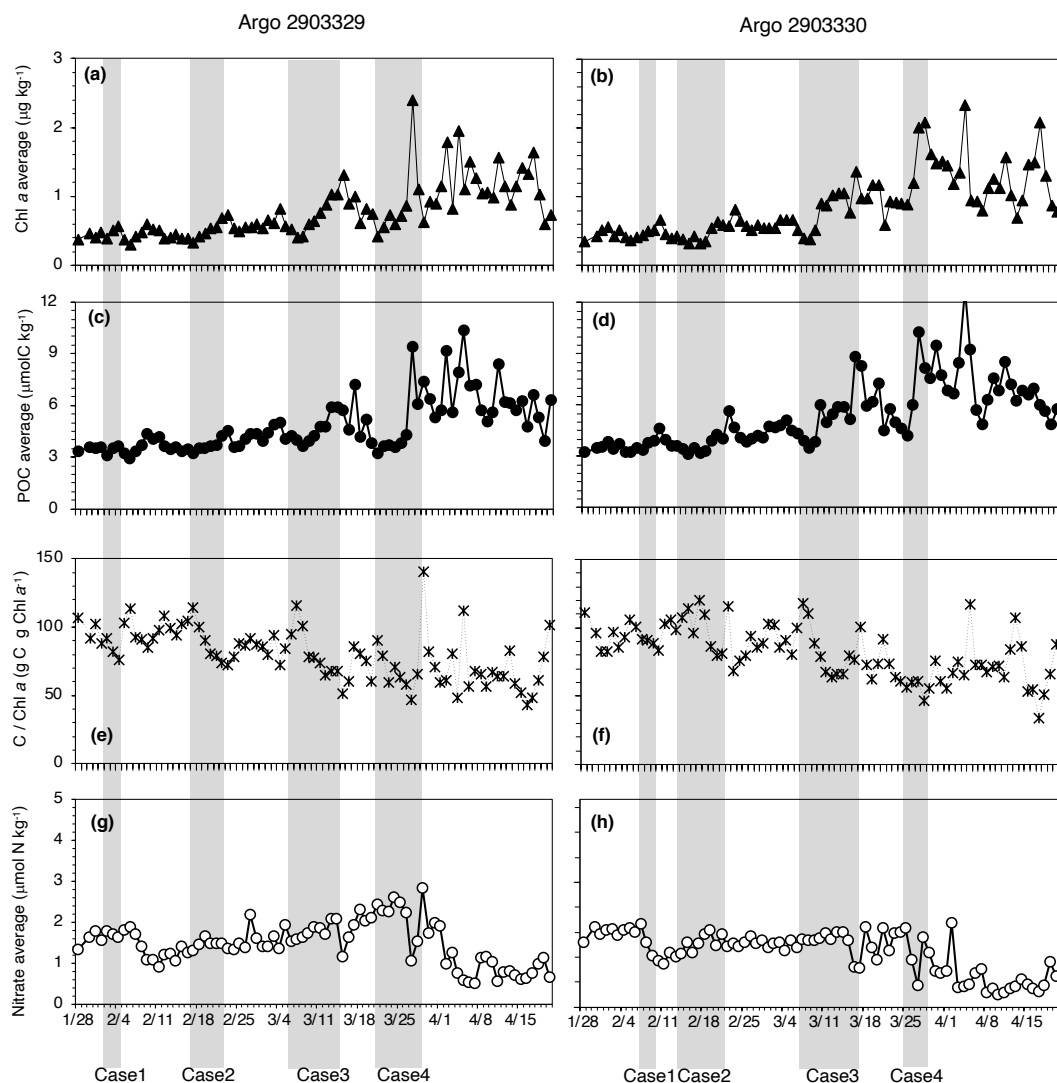 Argo 2903329
Argo 2903330
Chl a average (μg kg⁻¹)
3
2
1
0
(a)
(b)
POC average (μmolC kg⁻¹)
12
9
6
3
0
(c)
(d)
C / Chl a (g C g Chl a⁻¹)
150
100
50
0
(e)
(f)
Nitrate average (μmol N kg⁻¹)
5
4
3
2
1
0
(g)
(h)
1/28 2/4 2/11 2/18 2/25 3/4 3/11 3/18 3/25 4/1 4/8 4/15
1/28 2/4 2/11 2/18 2/25 3/4 3/11 3/18 3/25 4/1 4/8 4/15
Case1 Case2 Case3 Case4
Case1 Case2 Case3 Case4